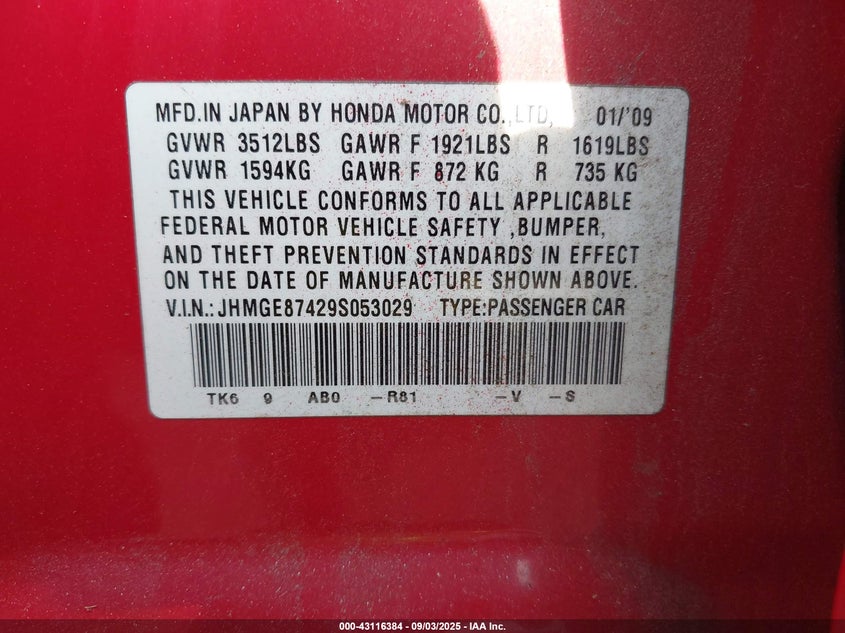 MFD.IN JAPAN BY HONDA MOTOR CO.,LTD, 01/'09
GVWR 3512LBS GAWR F 1921LBS R 1619LBS
GVWR 1594KG GAWR F 872 KG R 735 KG
THIS VEHICLE CONFORMS TO ALL APPLICABLE
FEDERAL MOTOR VEHICLE SAFETY ,BUMPER,
AND THEFT PREVENTION STANDARDS IN EFFECT
ON THE DATE OF MANUFACTURE SHOWN ABOVE.
V.I.N.:JHMGE87429S053029 TYPE:PASSENGER CAR
TK6 9 AB0 -R81 -V -S
000-43116384 - 09/03/2025 - IAA Inc.